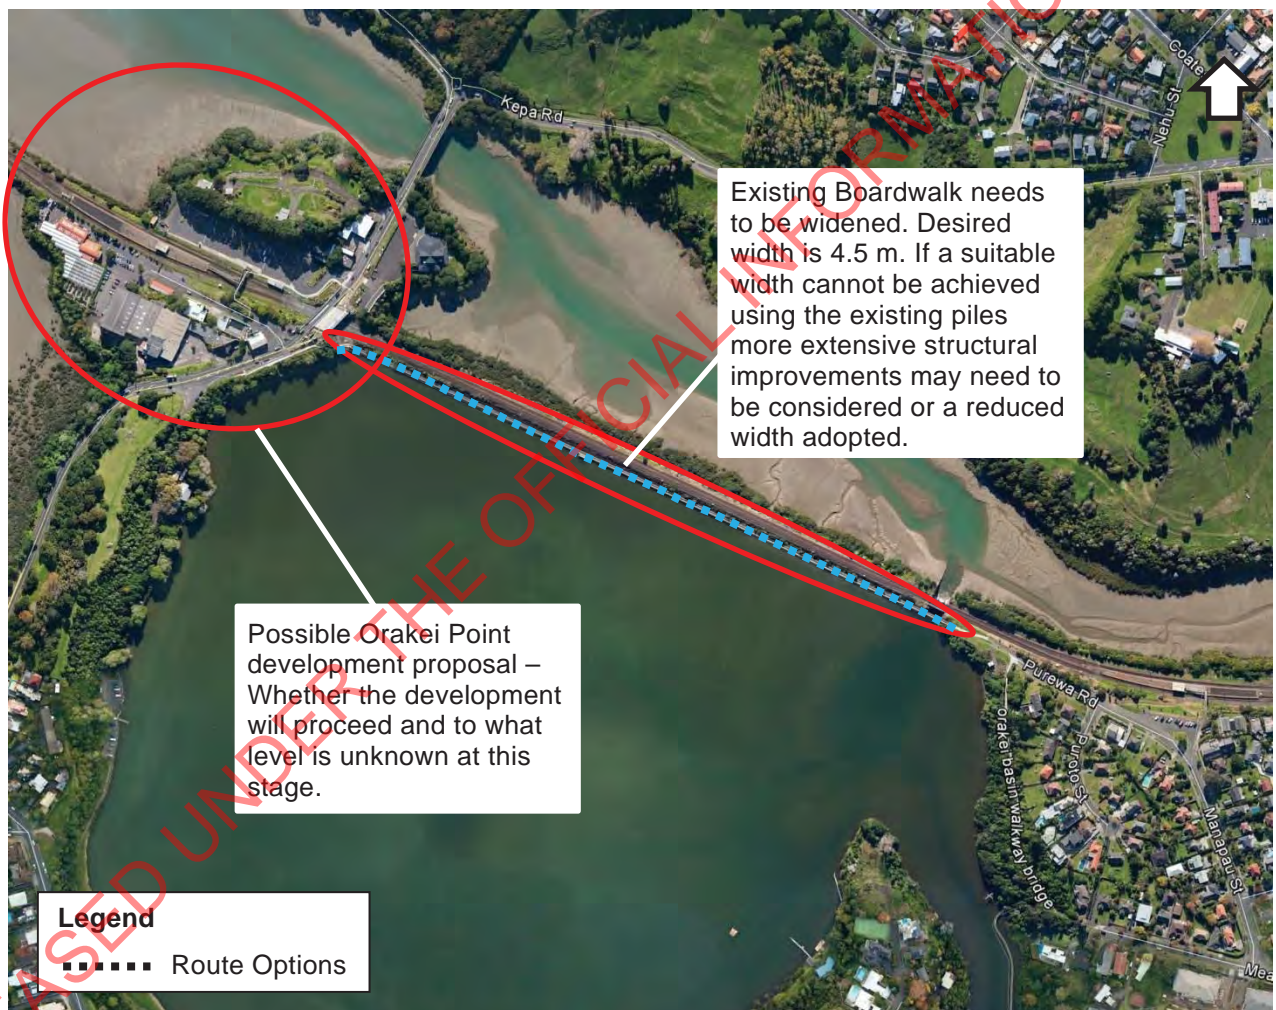 Coate
Nehu St
Kepa Rd
Existing Boardwalk needs
to be widened. Desired
width is 4.5 m. If a suitable
width cannot be achieved
using the existing piles
more extensive structural
improvements may need to
be considered or a reduced
width adopted.
Possible Orakei Point
development proposal –
Whether the development
will proceed and to what
level is unknown at this
stage.
Purewa Rd
orakei basin walkway bridge
Puroto St
Manapau St
Mea
Legend
Route Options
ASED UNDER THE OFFICIAL INFORMATIO